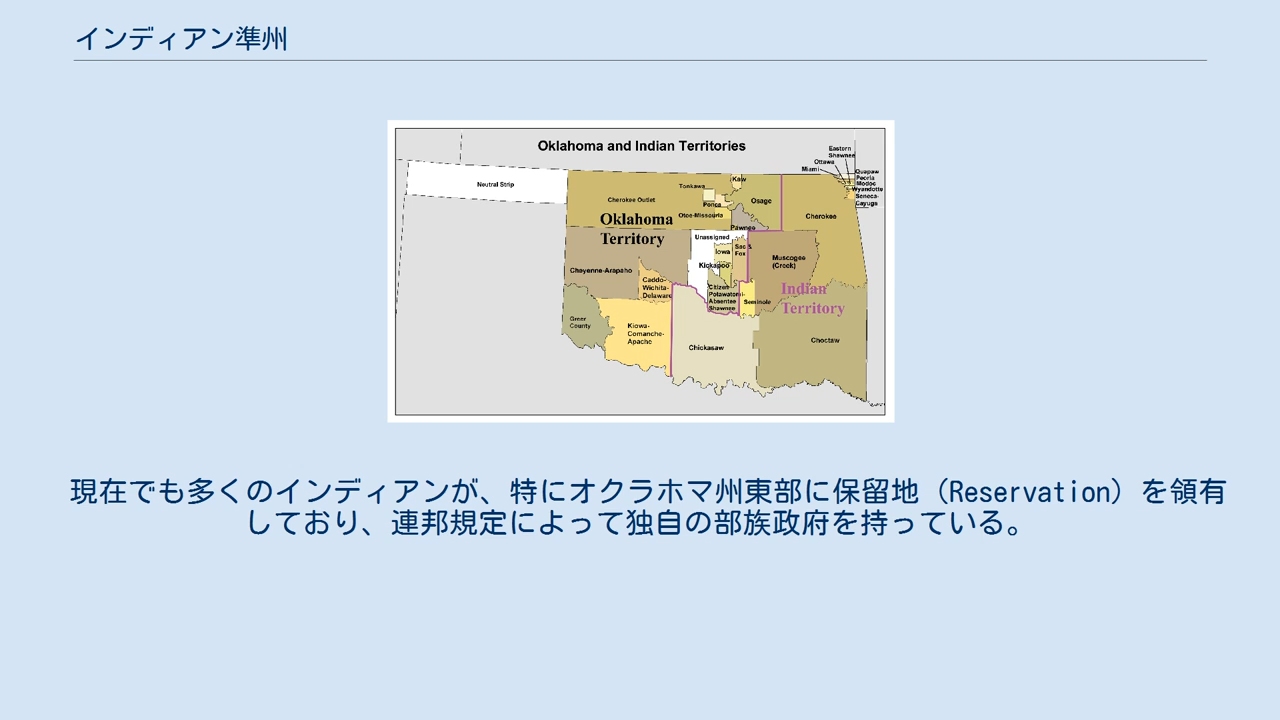 インディアン準州
Oklahoma and Indian Territories
Neutral Strip
Cherokee Outlet
Tonkawa
Kaw
Ponca
Otoe-Missouria
Osage
Pawnee
Oklahoma
Territory
Eastern
Shawnee
Ottawa
Miami
Quapaw
Peoria
Modoc
Wyandotte
Seneca-
Cayuga
Cherokee
Unassigned
Iowa
Sac &
Fox
Kickapoo
Muscogee
(Creek)
Cheyenne-Arapaho
Caddo-
Wichita-
Delaware
Citizen
Potawatomi-
Absentee
Shawnee
Seminole
Indian
Territory
Greer
County
Kiowa-
Comanche-
Apache
Chickasaw
Choctaw
現在でも多くのインディアンが、特にオクラホマ州東部に保留地（Reservation）を領有
しており、連邦規定によって独自の部族政府を持っている。